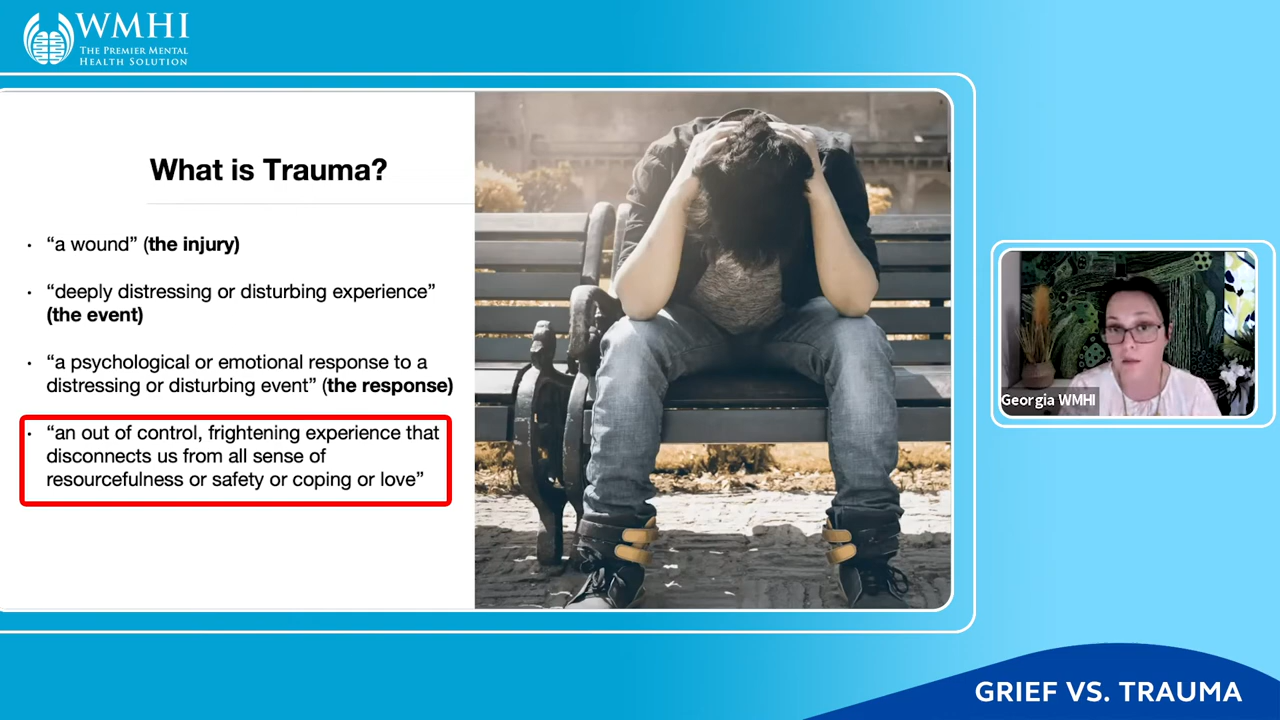 WMHI
THE PREMIER MENTAL
HEALTH SOLUTION
What is Trauma?
• “a wound” (the injury)
• “deeply distressing or disturbing experience”
(the event)
• “a psychological or emotional response to a
distressing or disturbing event” (the response)
• “an out of control, frightening experience that
disconnects us from all sense of
resourcefulness or safety or coping or love”
Georgia WMHI
GRIEF VS. TRAUMA